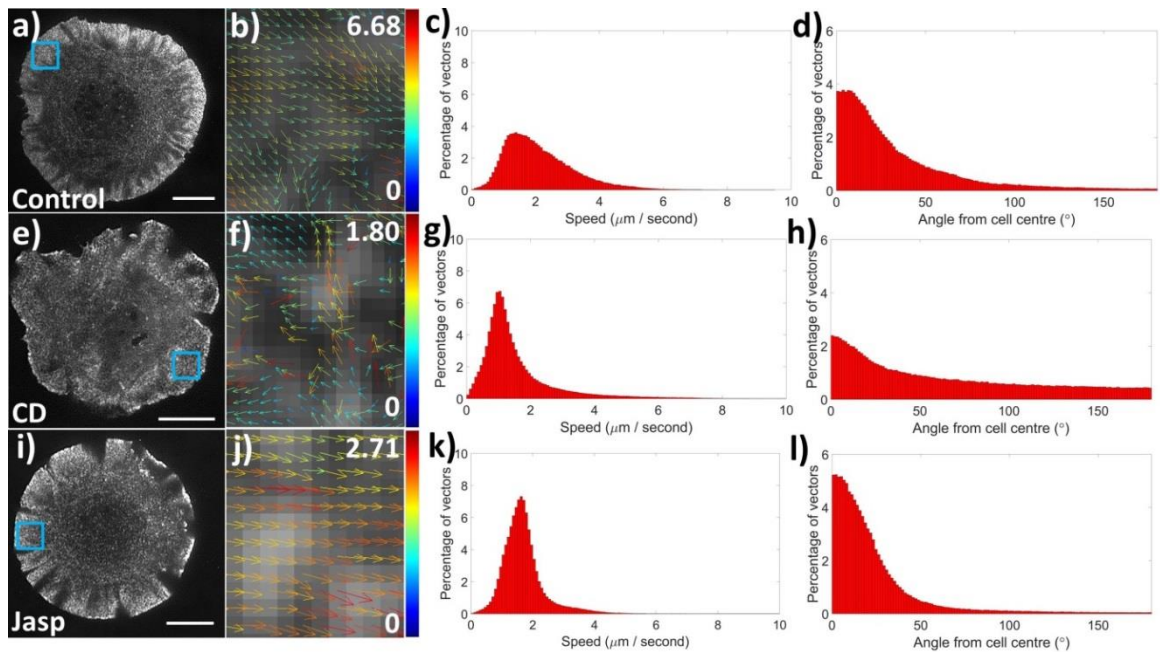 a)
Control
b)
6.68
0
c)
Percentage of vectors
10
8
6
4
2
0
0 2 4 6 8 10
Speed (μm / second)
d)
Percentage of vectors
6
4
2
0
0 50 100 150
Angle from cell centre (°)
e)
CD
f)
1.80
0
g)
Percentage of vectors
10
8
6
4
2
0
0 2 4 6 8 10
Speed (μm / second)
h)
Percentage of vectors
6
4
2
0
0 50 100 150
Angle from cell centre (°)
i)
Jasp
j)
2.71
0
k)
Percentage of vectors
10
8
6
4
2
0
0 2 4 6 8 10
Speed (μm / second)
l)
Percentage of vectors
6
4
2
0
0 50 100 150
Angle from cell centre (°)